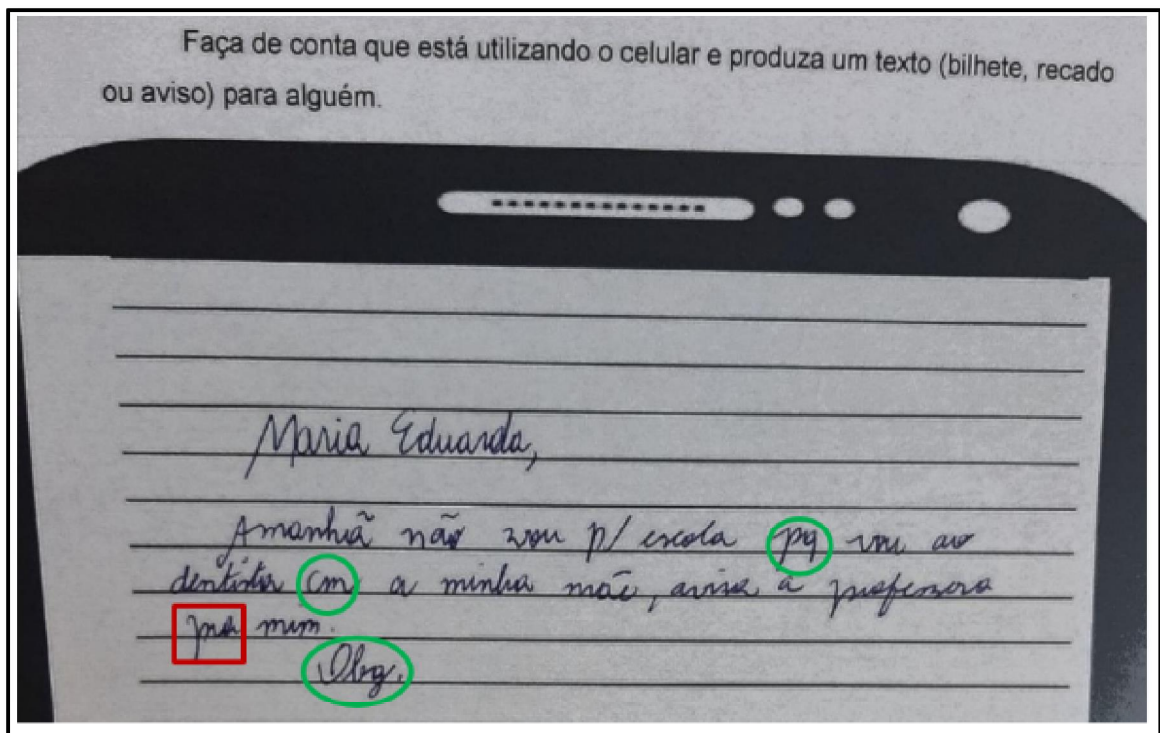 Faça de conta que está utilizando o celular e produza um texto (bilhete, recado
ou aviso) para alguém.
Maria Eduarda,
Amanhã não vou p/ escola pq vou ao
dentista cm a minha mãe, avisa a professora
pra mim.
Obg.